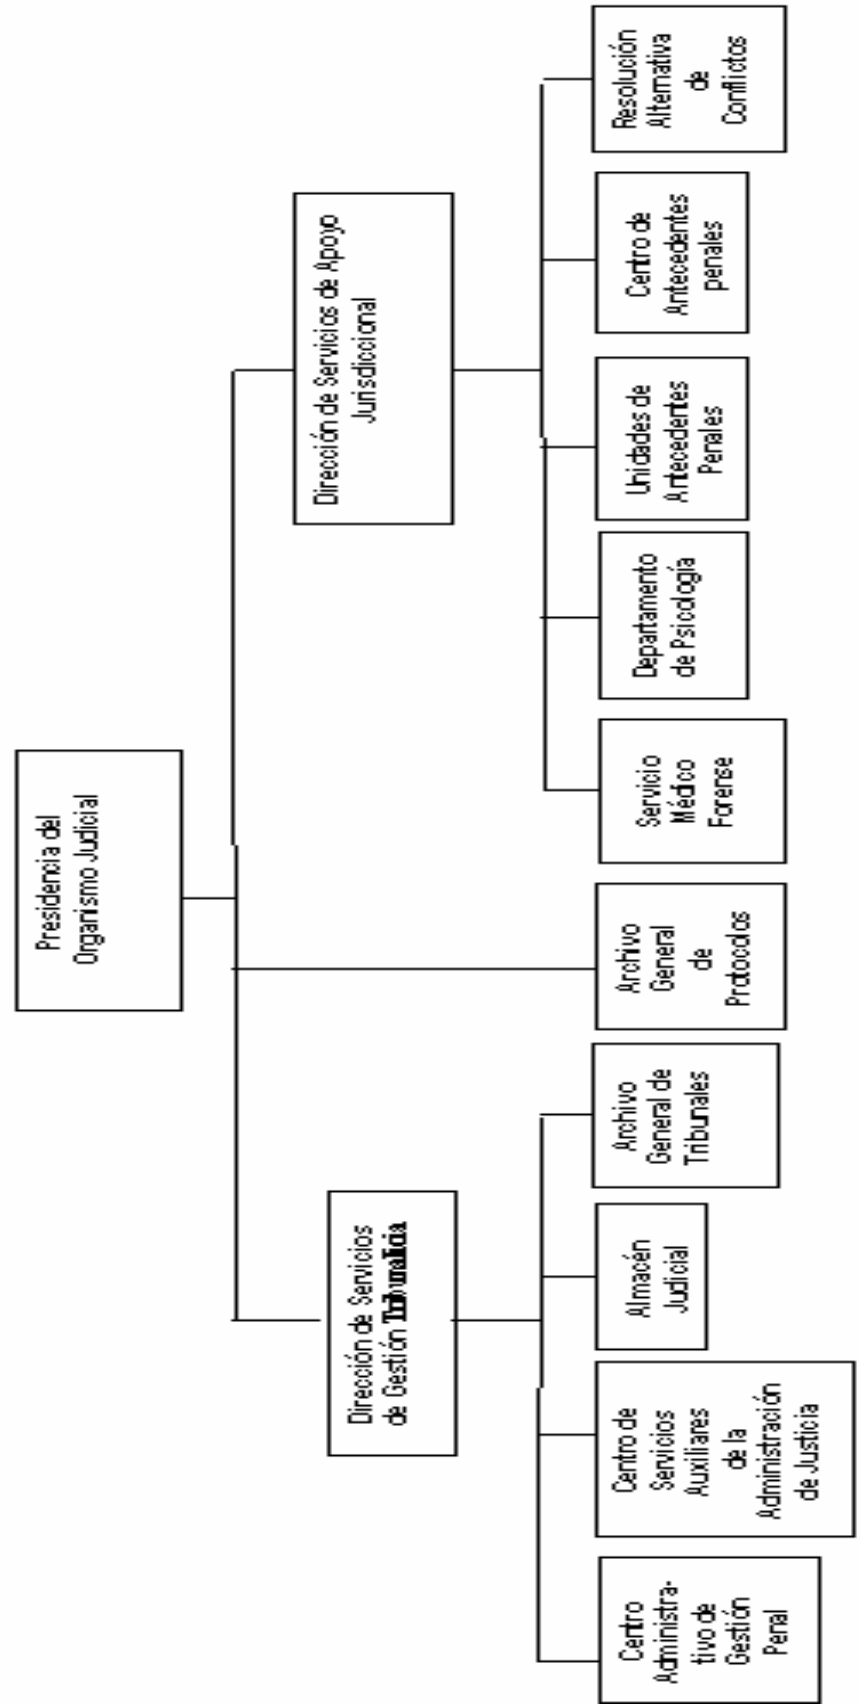 Presidencia del
Organismo Judicial
Dirección de Servicios
de Gestión Tribunalicia
Dirección de Servicios de Apoyo
Jurisdiccional
Centro
Administra-
tivo de
Gestión
Penal
Centro de
Servicios
Auxiliares
de la
Administración
de Justicia
Almacén
Judicial
Archivo
General de
Tribunales
Archivo
General
de
Protocolos
Servicio
Médico
Forense
Departamento
de Psicología
Unidades de
Antecedentes
Penales
Centro de
Antecedentes
penales
Resolución
Alternativa
de
Conflictos